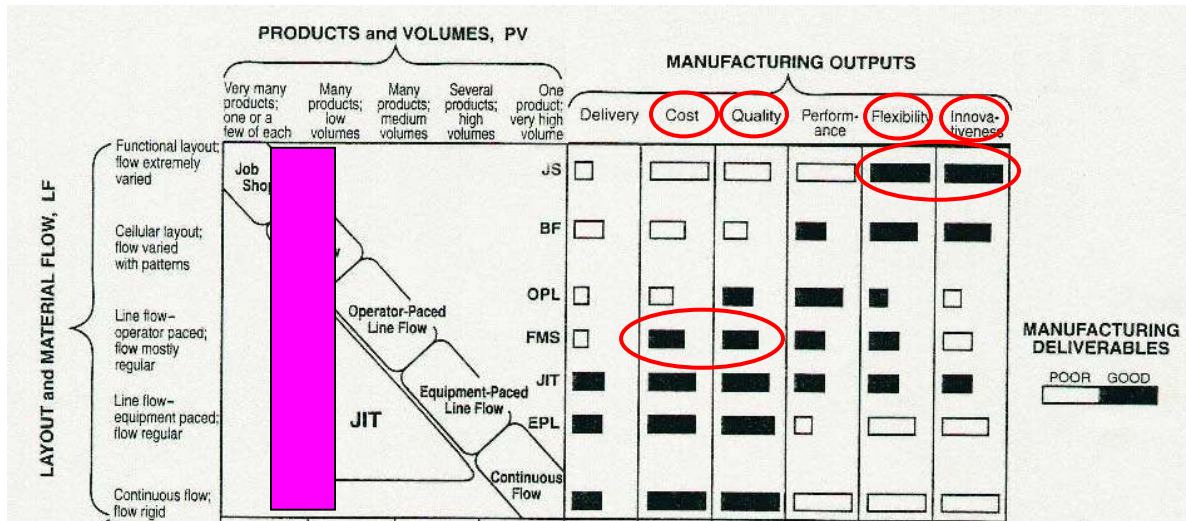 PRODUCTS and VOLUMES, PV
MANUFACTURING OUTPUTS
Very many
products;
one or a
few of each
Many
products;
low
volumes
Many
products;
medium
volumes
Several
products;
high
volumes
One
product;
very high
volume
Delivery
Cost
Quality
Perform-
ance
Flexibility
Innova-
tiveness
LAYOUT and MATERIAL FLOW, LF
Functional layout;
flow extremely
varied
Cellular layout;
flow varied
with patterns
Line flow–
operator paced;
flow mostly
regular
Line flow–
equipment paced;
flow regular
Continuous flow;
flow rigid
Job
Operator-Paced
Line Flow
Equipment-Paced
Line Flow
JIT
Continuous
Flow
JS
BF
OPL
FMS
JIT
EPL
MANUFACTURING
DELIVERABLES
POOR GOOD